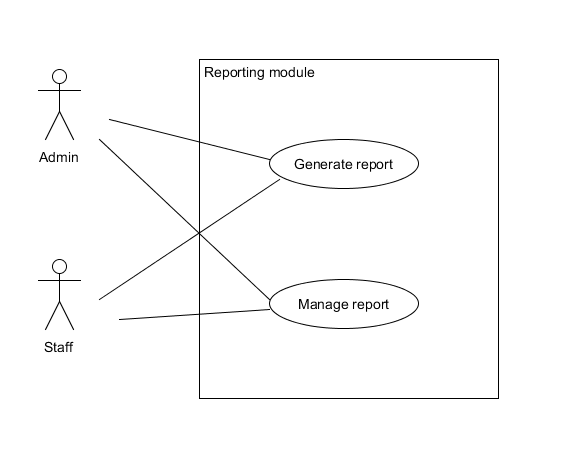 Reporting module
Admin
Generate report
Manage report
Staff